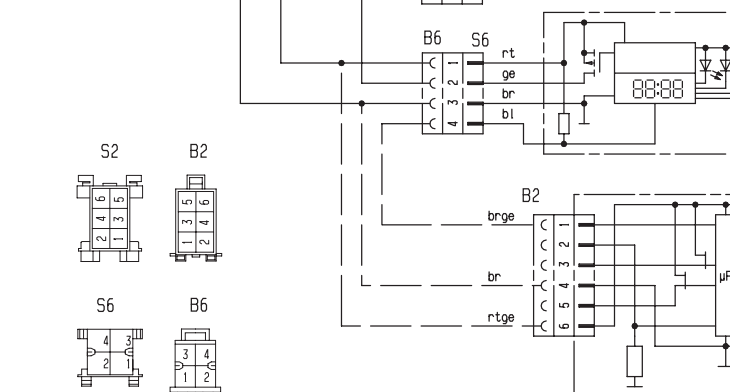 B6 S6
1 rt
2 ge
3 br
4 bl
88:88
S2 B2
6 5
4 3
2 1
5 6
3 4
1 2
B2
brge 1
2
3
br 4
5
rtge 6
µP
S6 B6
4 3
2 1
3 4
1 2